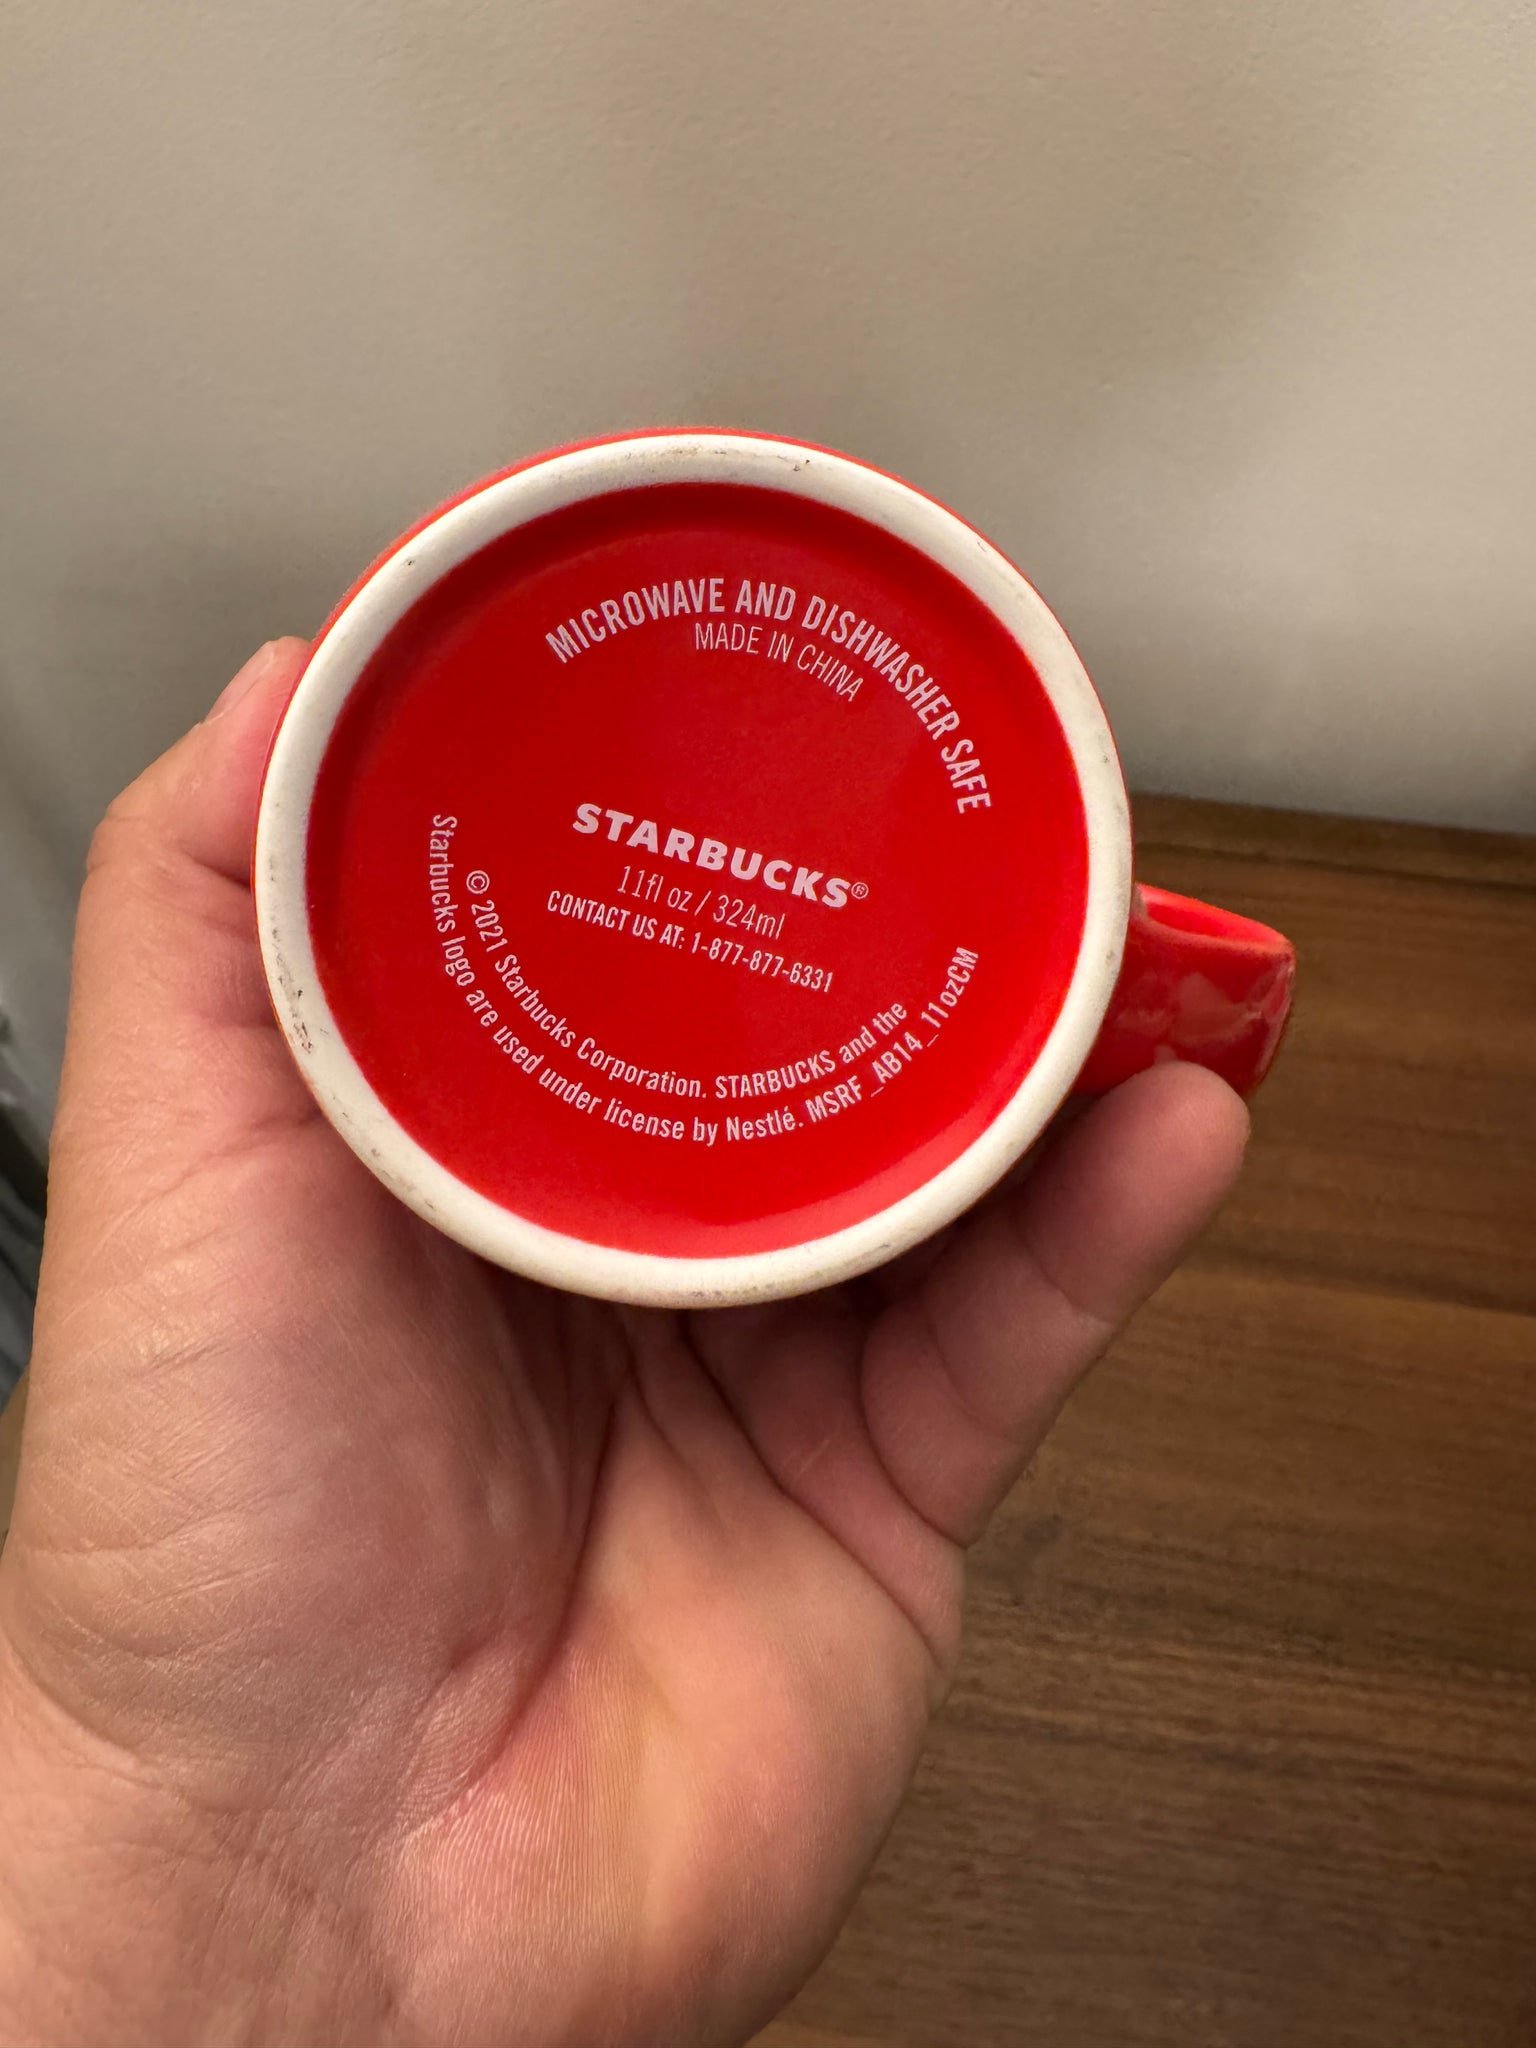 MICROWAVE AND DISHWASHER SAFE
MADE IN CHINA
STARBUCKS®
11fl oz / 324ml
CONTACT US AT: 1-877-877-6331
© 2021 Starbucks Corporation. STARBUCKS and the
Starbucks logo are used under license by Nestlé. MSRF_AB14_11ozCM